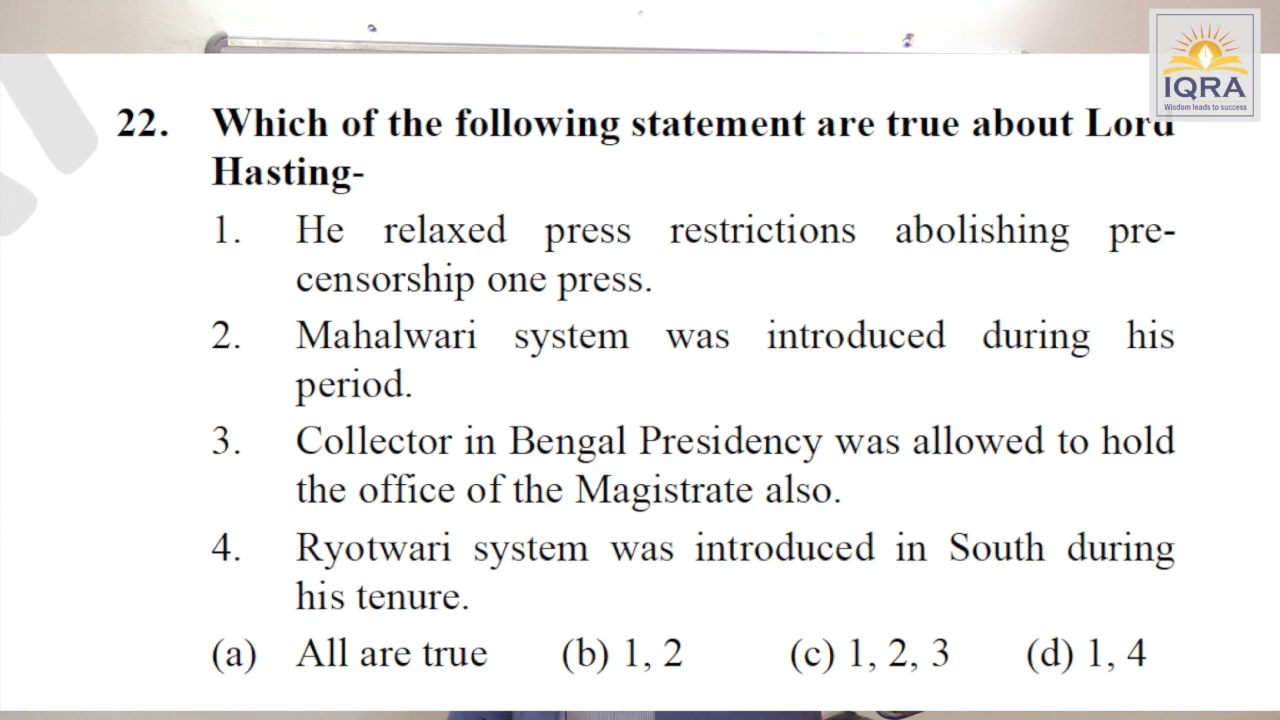 IQRA
Wisdom leads to success
22. Which of the following statement are true about Lord
Hasting-
1. He relaxed press restrictions abolishing pre-
censorship one press.
2. Mahalwari system was introduced during his
period.
3. Collector in Bengal Presidency was allowed to hold
the office of the Magistrate also.
4. Ryotwari system was introduced in South during
his tenure.
(a) All are true (b) 1, 2 (c) 1, 2, 3 (d) 1, 4